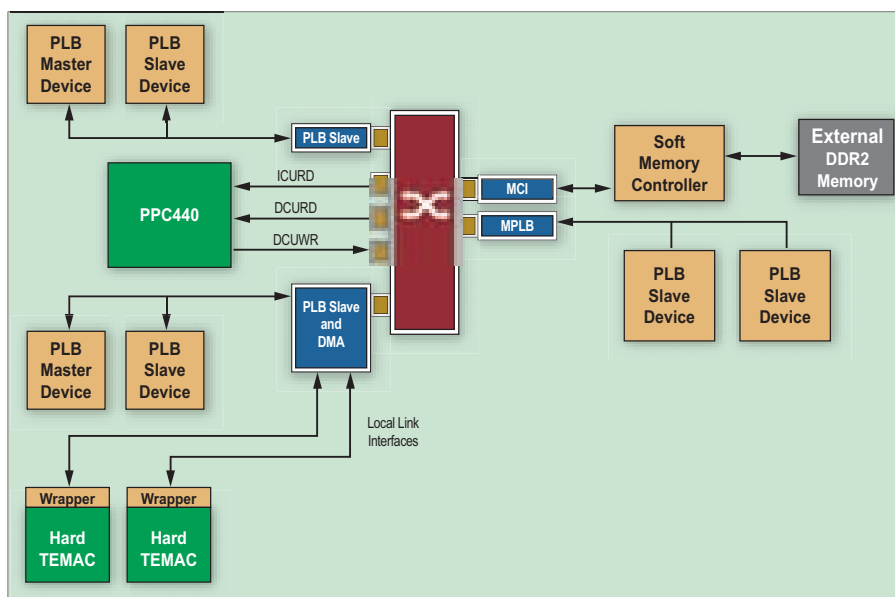 PLB
Master
Device
PLB
Slave
Device
PLB Slave
ICURD
PPC440
DCURD
DCUWR
MCI
MPLB
Soft
Memory
Controller
External
DDR2
Memory
PLB
Slave
Device
PLB
Slave
Device
PLB Slave
and
DMA
PLB
Master
Device
PLB
Slave
Device
Local Link
Interfaces
Wrapper
Hard
TEMAC
Wrapper
Hard
TEMAC